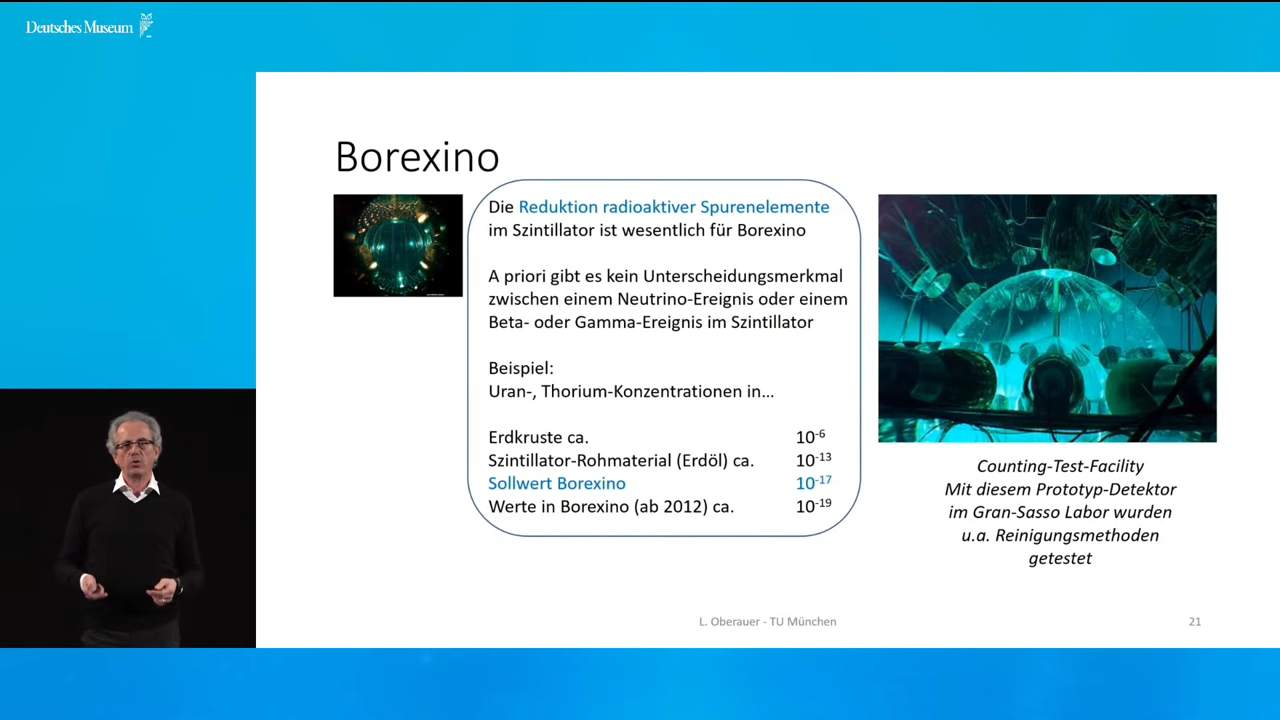 Deutsches Museum
Borexino
Die Reduktion radioaktiver Spurenelemente
im Szintillator ist wesentlich für Borexino
A priori gibt es kein Unterscheidungsmerkmal
zwischen einem Neutrino-Ereignis oder einem
Beta- oder Gamma-Ereignis im Szintillator
Beispiel:
Uran-, Thorium-Konzentrationen in…
Erdkruste ca. 10⁻⁶
Szintillator-Rohmaterial (Erdöl) ca. 10⁻¹³
Sollwert Borexino 10⁻¹⁷
Werte in Borexino (ab 2012) ca. 10⁻¹⁹
Counting-Test-Facility
Mit diesem Prototyp-Detektor
im Gran-Sasso Labor wurden
u.a. Reinigungsmethoden
getestet
L. Oberauer - TU München
21